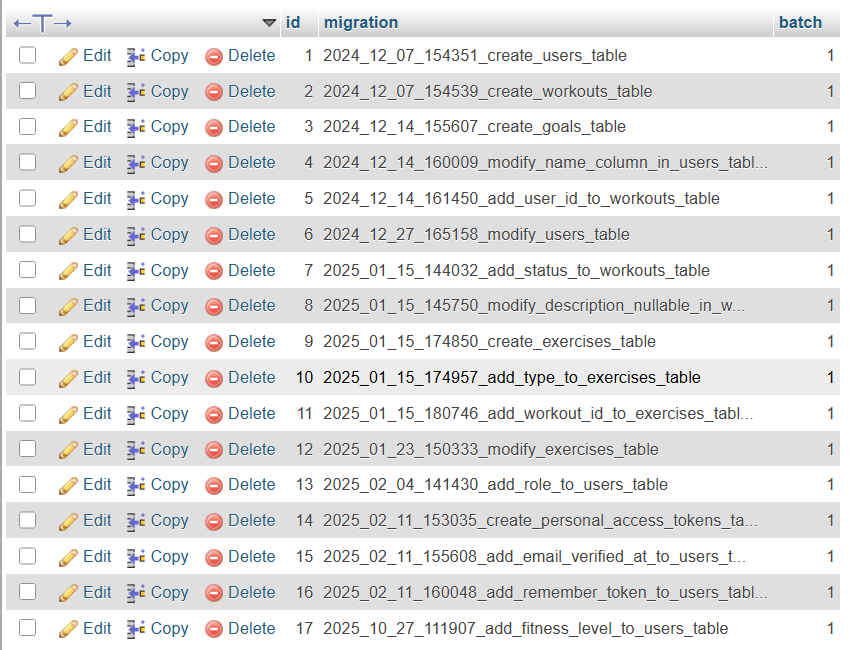 id migration batch
Edit Copy Delete 1 2024_12_07_154351_create_users_table 1
Edit Copy Delete 2 2024_12_07_154539_create_workouts_table 1
Edit Copy Delete 3 2024_12_14_155607_create_goals_table 1
Edit Copy Delete 4 2024_12_14_160009_modify_name_column_in_users_tabl... 1
Edit Copy Delete 5 2024_12_14_161450_add_user_id_to_workouts_table 1
Edit Copy Delete 6 2024_12_27_165158_modify_users_table 1
Edit Copy Delete 7 2025_01_15_144032_add_status_to_workouts_table 1
Edit Copy Delete 8 2025_01_15_145750_modify_description_nullable_in_w... 1
Edit Copy Delete 9 2025_01_15_174850_create_exercises_table 1
Edit Copy Delete 10 2025_01_15_174957_add_type_to_exercises_table 1
Edit Copy Delete 11 2025_01_15_180746_add_workout_id_to_exercises_tabl... 1
Edit Copy Delete 12 2025_01_23_150333_modify_exercises_table 1
Edit Copy Delete 13 2025_02_04_141430_add_role_to_users_table 1
Edit Copy Delete 14 2025_02_11_153035_create_personal_access_tokens_ta... 1
Edit Copy Delete 15 2025_02_11_155608_add_email_verified_at_to_users_t... 1
Edit Copy Delete 16 2025_02_11_160048_add_remember_token_to_users_tabl... 1
Edit Copy Delete 17 2025_10_27_111907_add_fitness_level_to_users_table 1